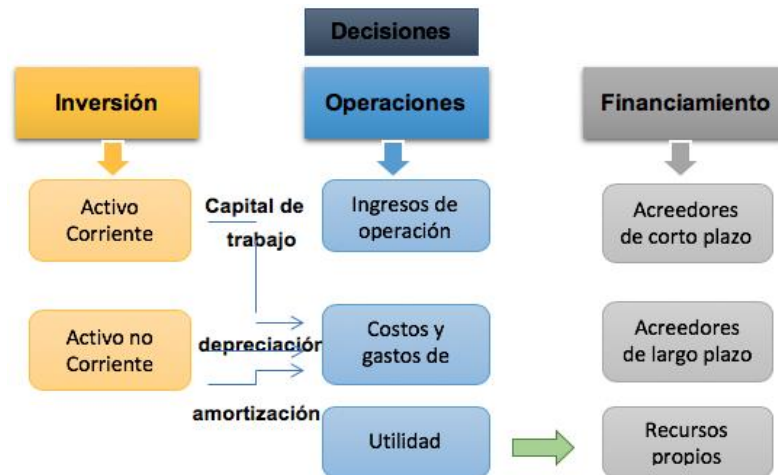 Decisiones
Inversión
Operaciones
Financiamiento
Activo
Corriente
Capital de
trabajo
Ingresos de
operación
Acreedores
de corto plazo
Activo no
Corriente
depreciación
amortización
Costos y
gastos de
Acreedores
de largo plazo
Utilidad
Recursos
propios